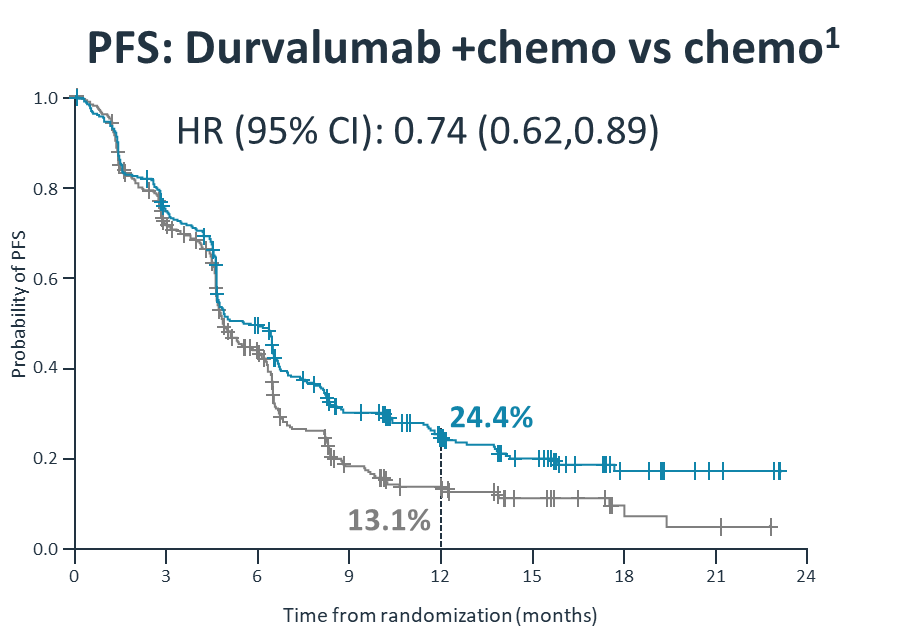 PFS: Durvalumab +chemo vs chemo¹
HR (95% CI): 0.74 (0.62,0.89)
1.0
0.8
0.6
0.4
0.2
0.0
Probability of PFS
24.4%
13.1%
0 3 6 9 12 15 18 21 24
Time from randomization (months)